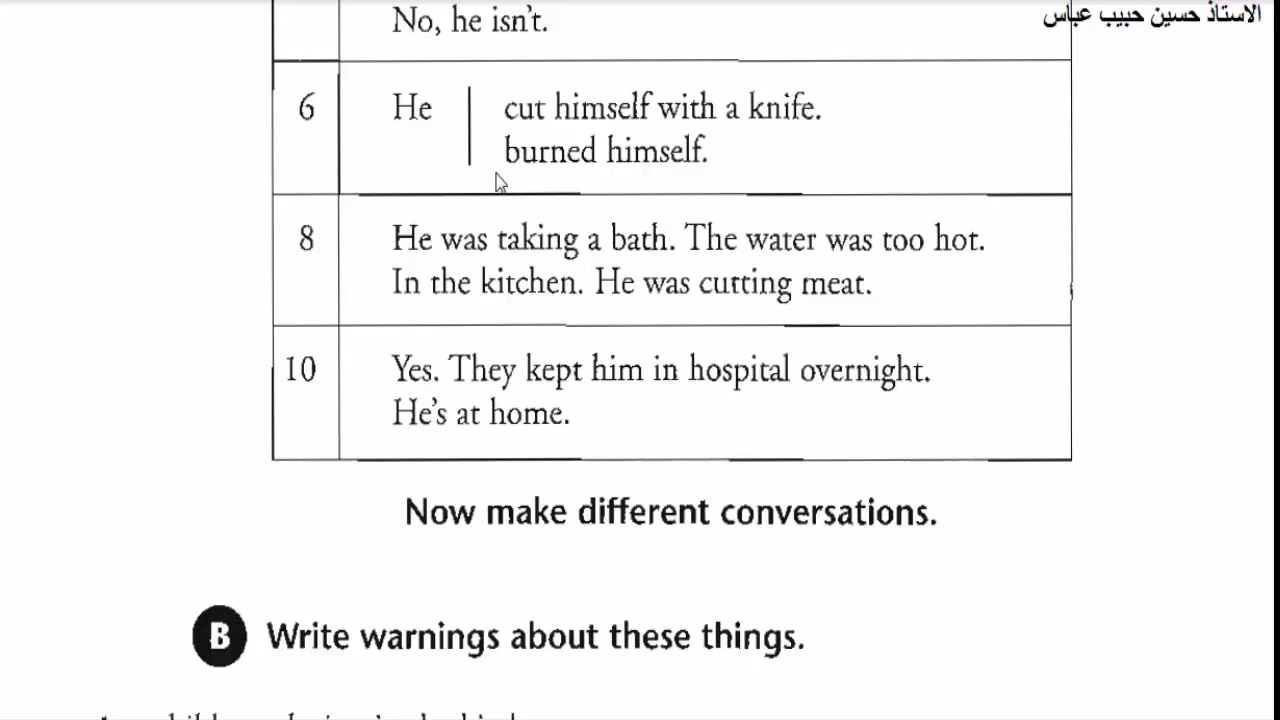 الاستاذ حسين حبيب عباس
No, he isn't.
6 He cut himself with a knife.
burned himself.
8 He was taking a bath. The water was too hot.
In the kitchen. He was cutting meat.
10 Yes. They kept him in hospital overnight.
He's at home.
Now make different conversations.
B Write warnings about these things.